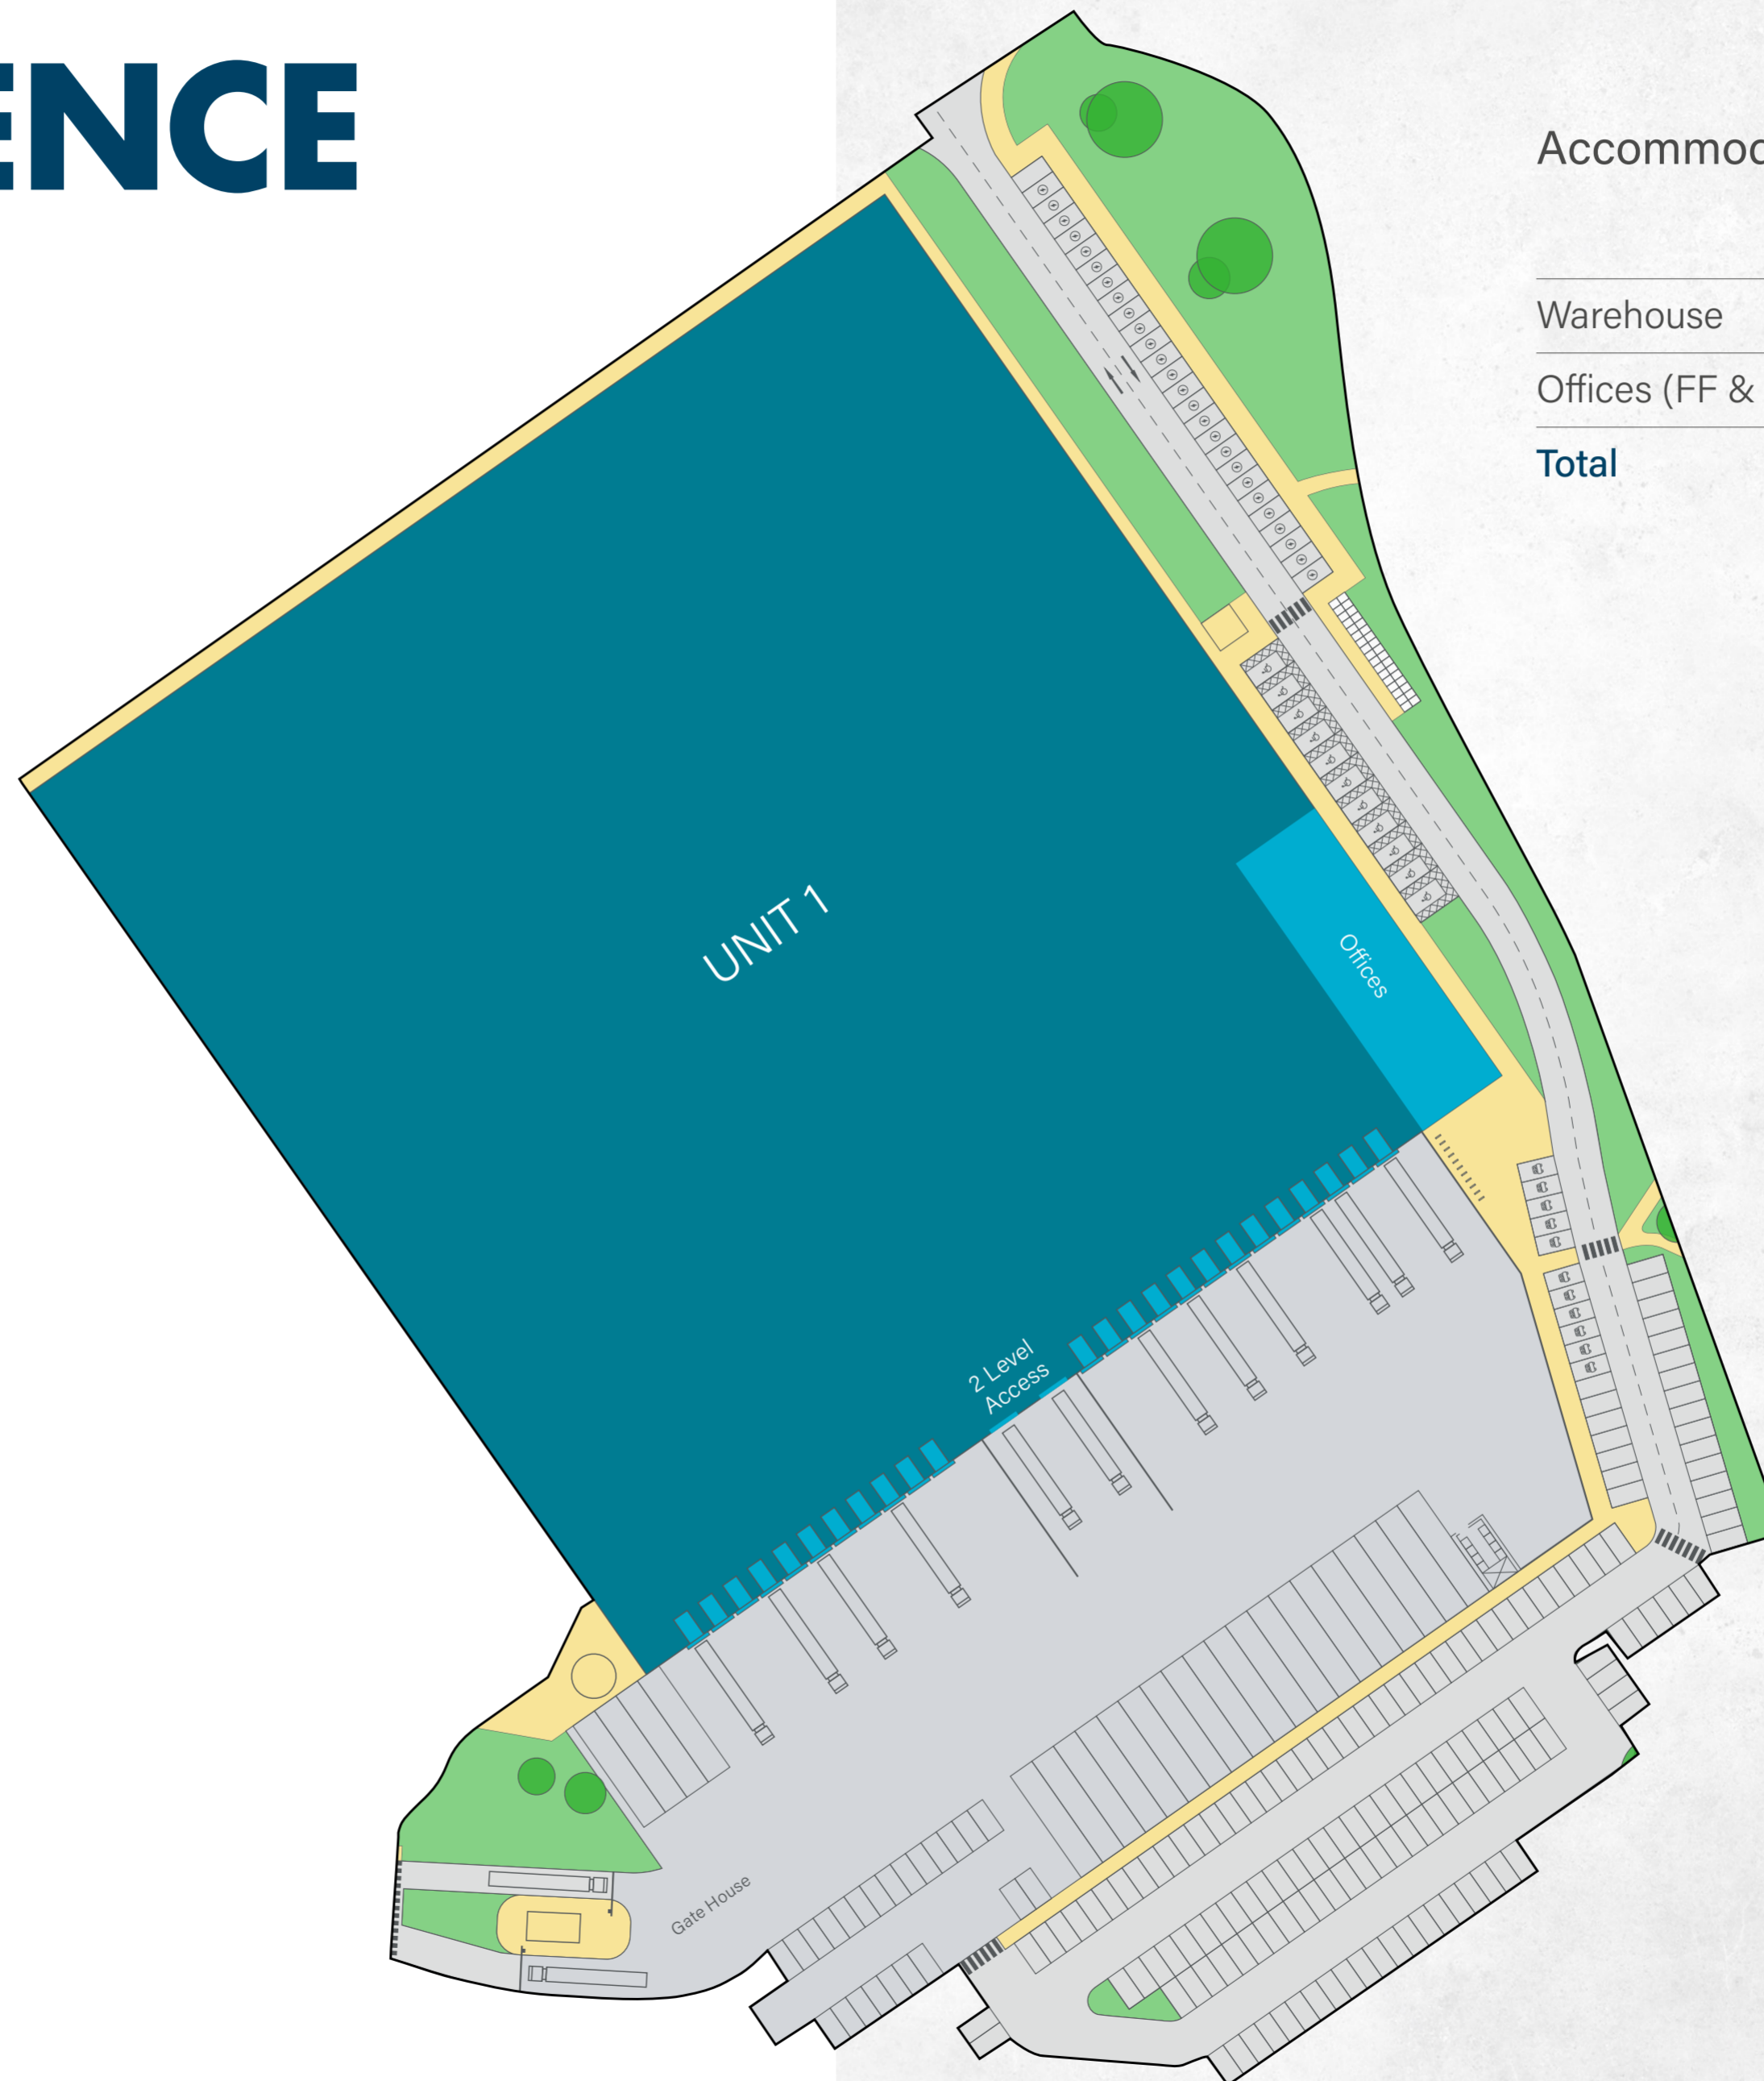 ENCE
Accommod
Warehouse
Offices (FF &
Total
UNIT 1
Offices
2 Level
Access
Gate House